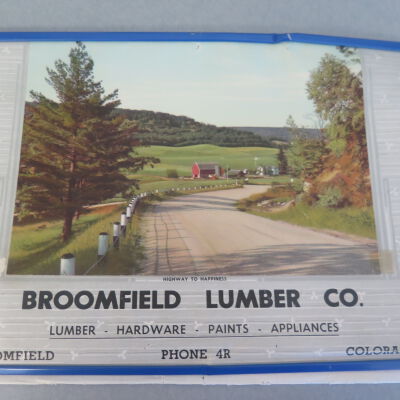 HIGHWAY TO HAPPINESS
BROOMFIELD LUMBER CO.
LUMBER - HARDWARE - PAINTS - APPLIANCES
OMFIELD PHONE 4R COLORA